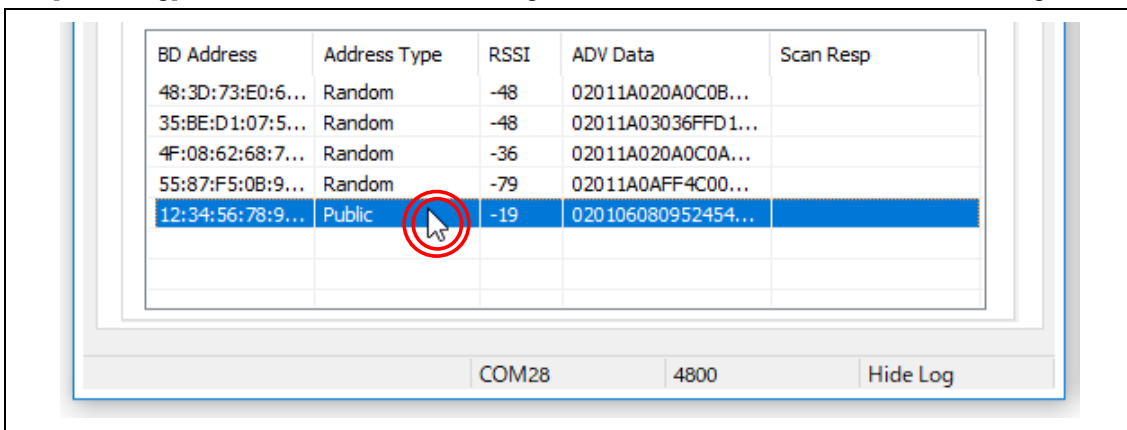 BD Address Address Type RSSI ADV Data Scan Resp
48:3D:73:E0:6... Random -48 02011A020A0C0B...
35:BE:D1:07:5... Random -48 02011A03036FFD1...
4F:08:62:68:7... Random -36 02011A020A0C0A...
55:87:F5:0B:9... Random -79 02011A0AFF4C00...
12:34:56:78:9... Public -19 020106080952454...
COM28 4800 Hide Log